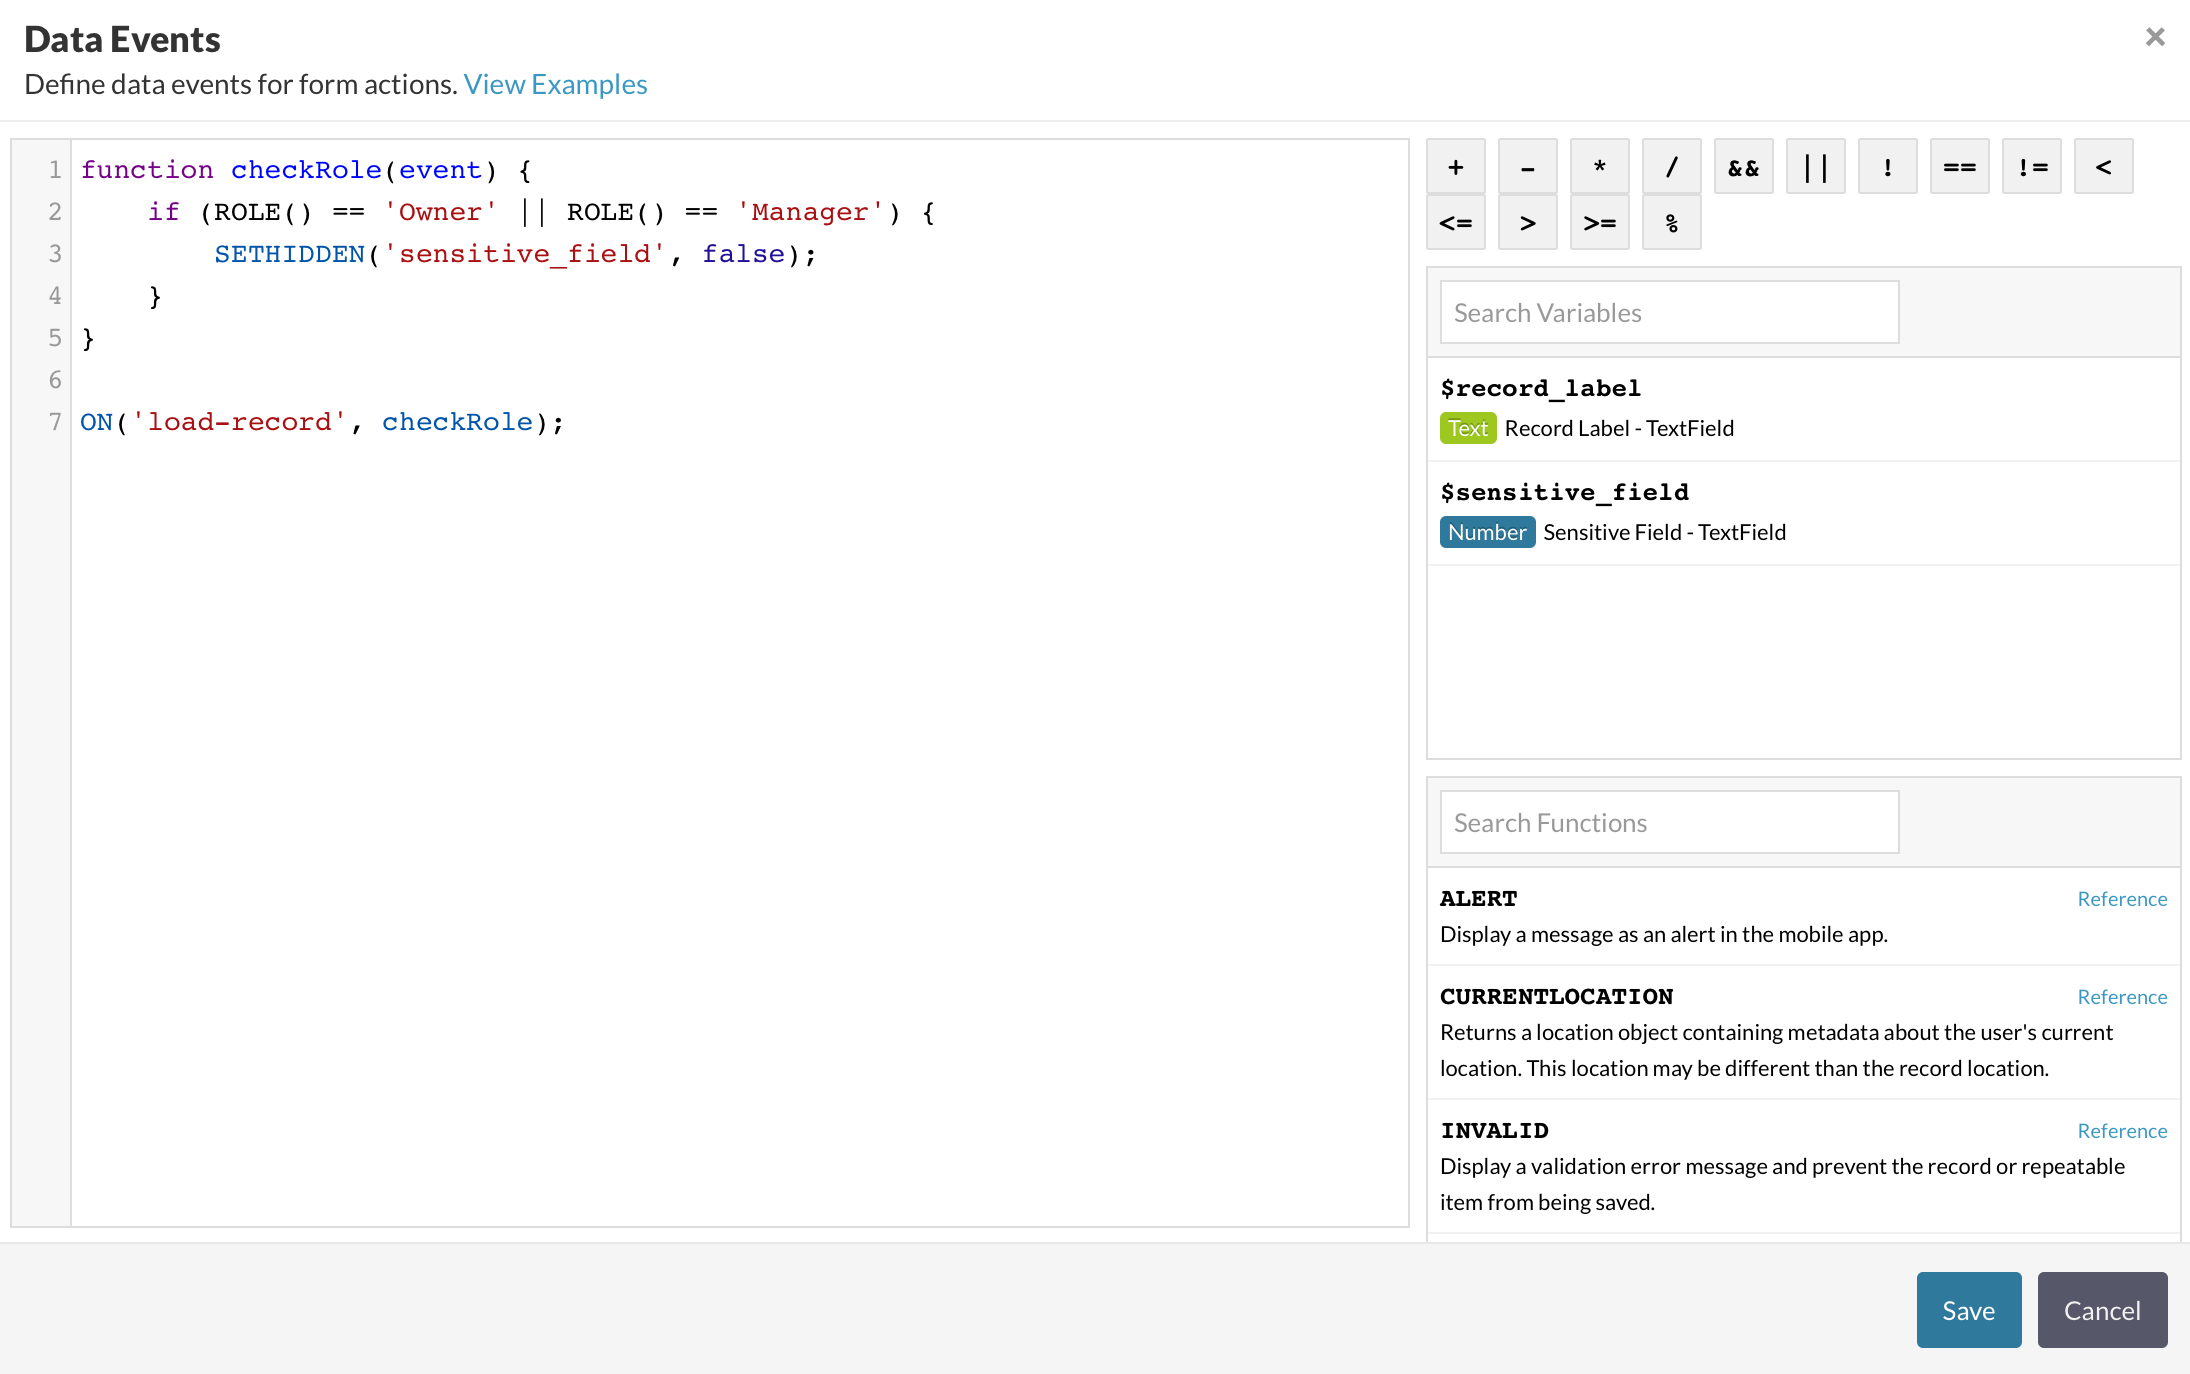 Data Events
×
Define data events for form actions. View Examples
1 function checkRole(event) {
2     if (ROLE() == 'Owner' || ROLE() == 'Manager') {
3         SETHIDDEN('sensitive_field', false);
4     }
5 }
6
7 ON('load-record', checkRole);
+ - * / && || ! == != <
<= > >= %
Search Variables
$record_label
Text Record Label - TextField
$sensitive_field
Number Sensitive Field - TextField
Search Functions
ALERT Reference
Display a message as an alert in the mobile app.
CURRENTLOCATION Reference
Returns a location object containing metadata about the user's current
location. This location may be different than the record location.
INVALID Reference
Display a validation error message and prevent the record or repeatable
item from being saved.
Save Cancel